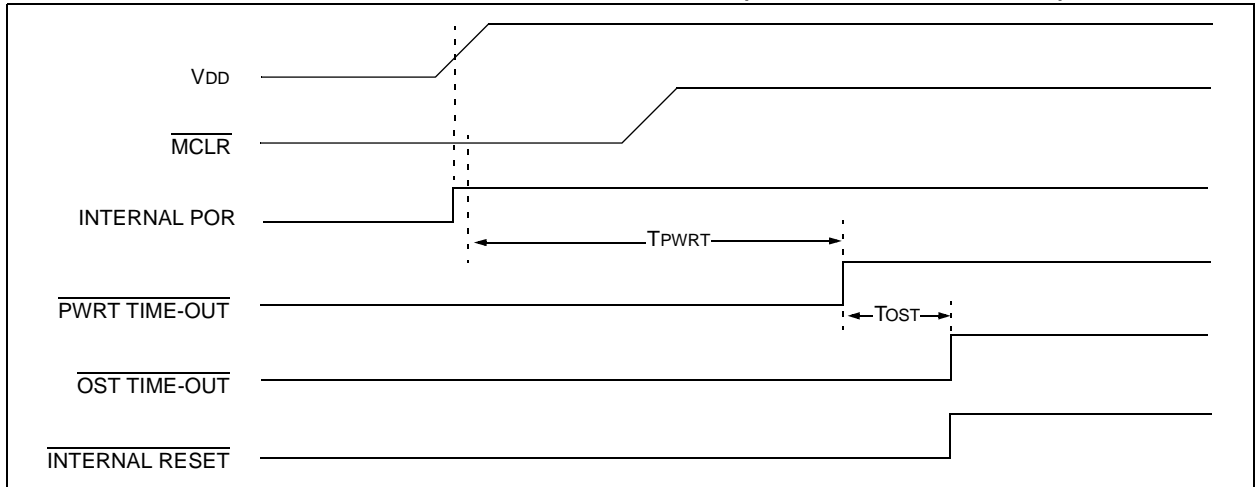 VDD
MCLR
INTERNAL POR
TPWRT
PWRT TIME-OUT
TOST
OST TIME-OUT
INTERNAL RESET